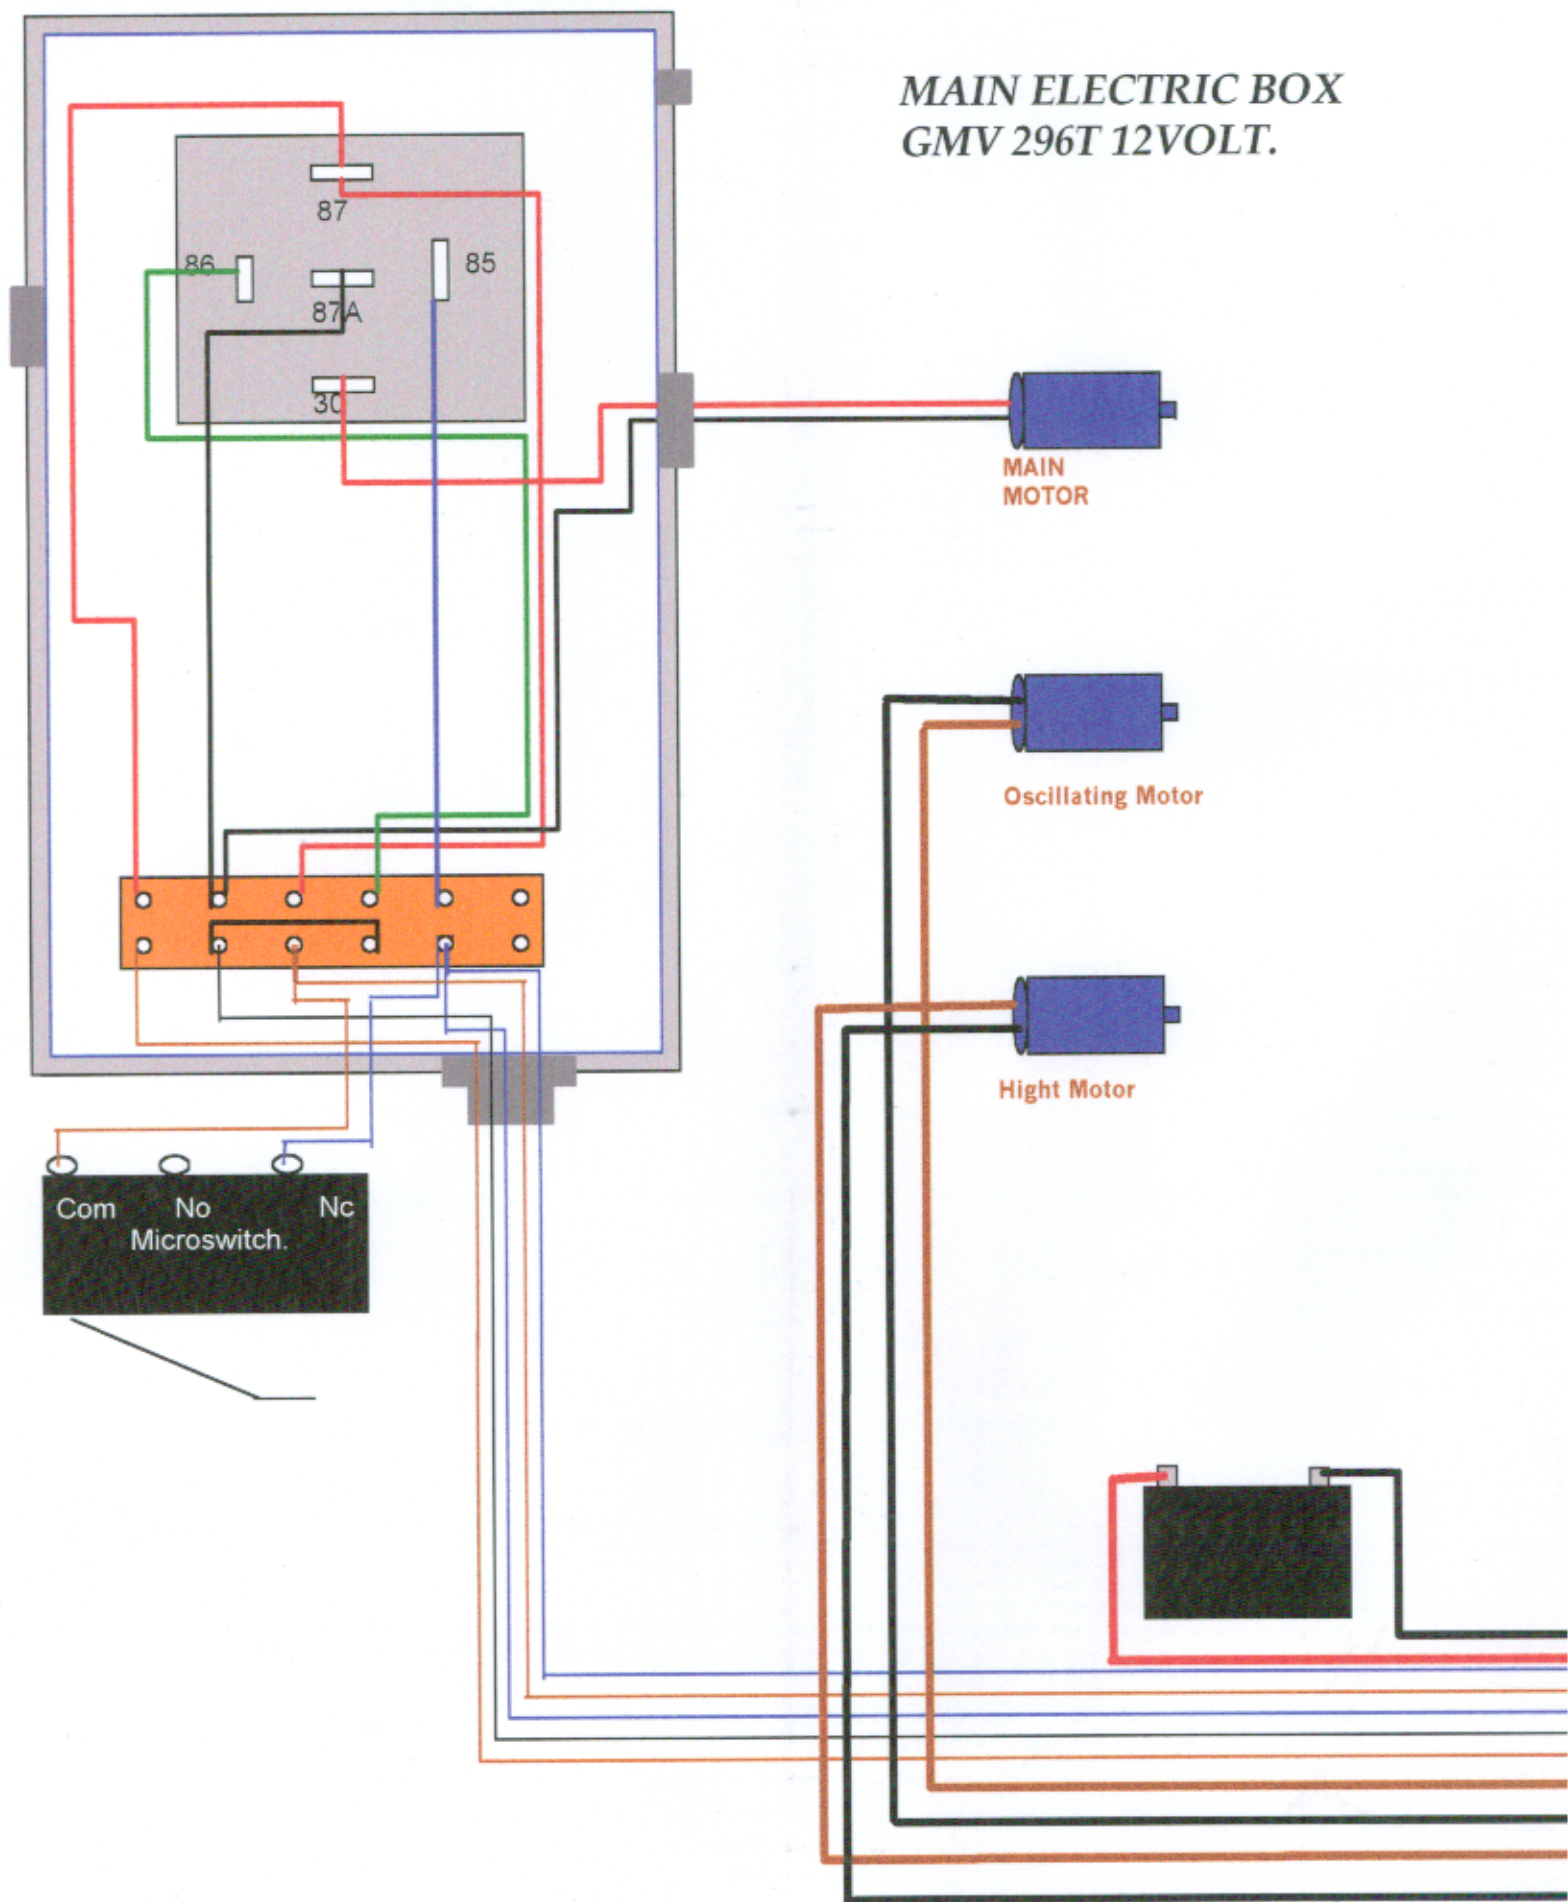 MAIN ELECTRIC BOX
GMV 296T 12VOLT.
87
86
85
87A
30
MAIN
MOTOR
Oscillating Motor
Hight Motor
Com No Nc
Microswitch.